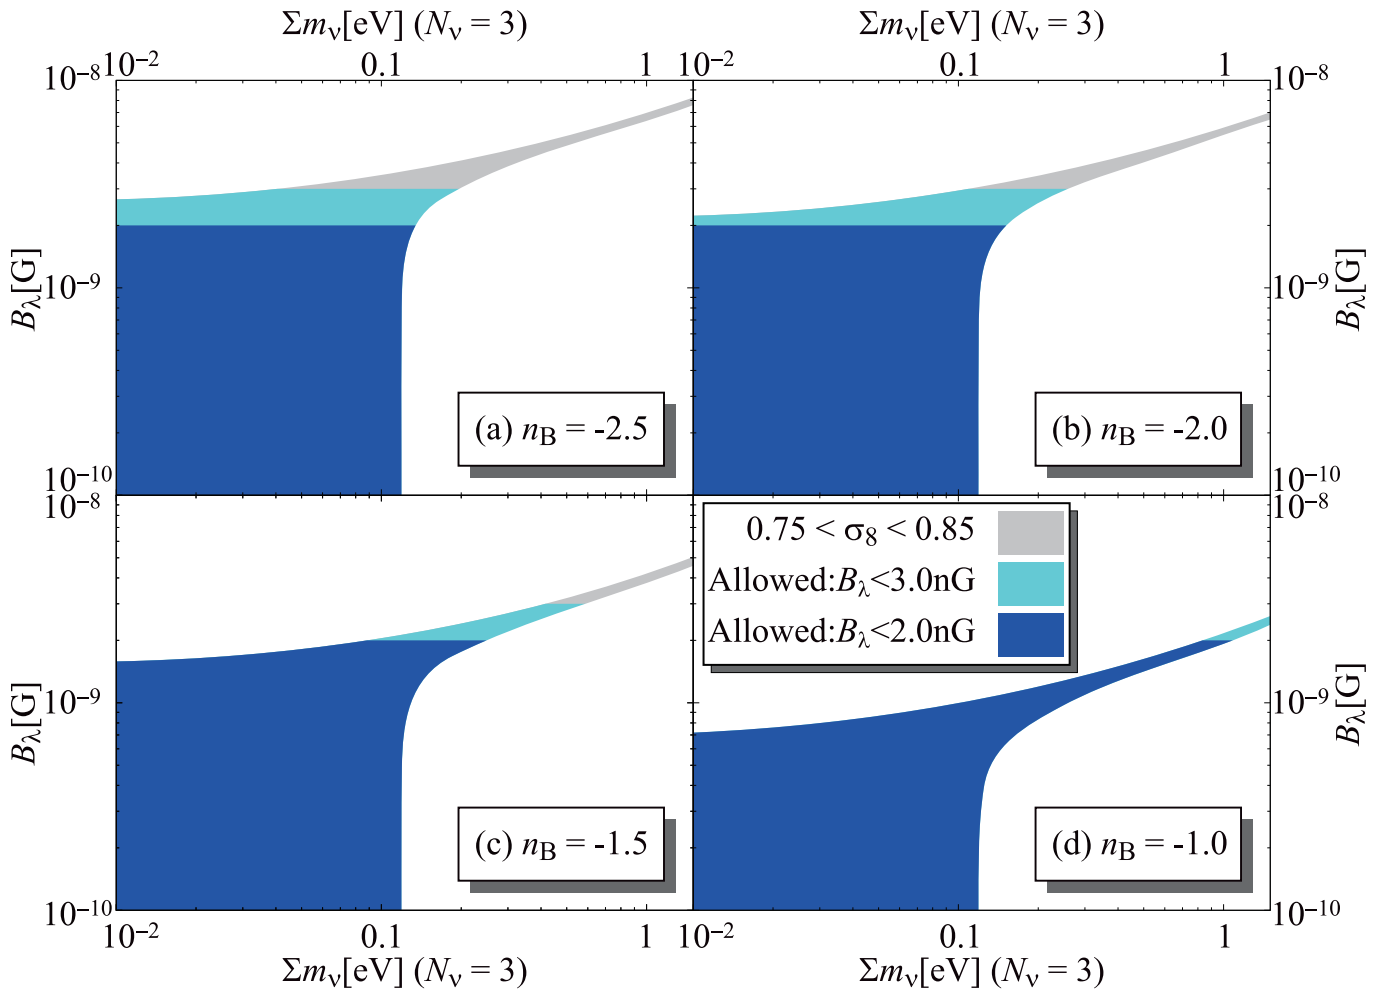 Σmν[eV] (Nν = 3) Σmν[eV] (Nν = 3)
10−2 0.1 1 10−2 0.1 1
10−8 10−8
Bλ[G] 10−9 10−9 Bλ[G]
(a) nB = -2.5 (b) nB = -2.0
10−10 10−10
10−8 10−8
0.75 < σ8 < 0.85
Allowed:Bλ<3.0nG
Allowed:Bλ<2.0nG
Bλ[G] 10−9 10−9 Bλ[G]
(c) nB = -1.5 (d) nB = -1.0
10−10 10−10
10−2 0.1 1 10−2 0.1 1
Σmν[eV] (Nν = 3) Σmν[eV] (Nν = 3)